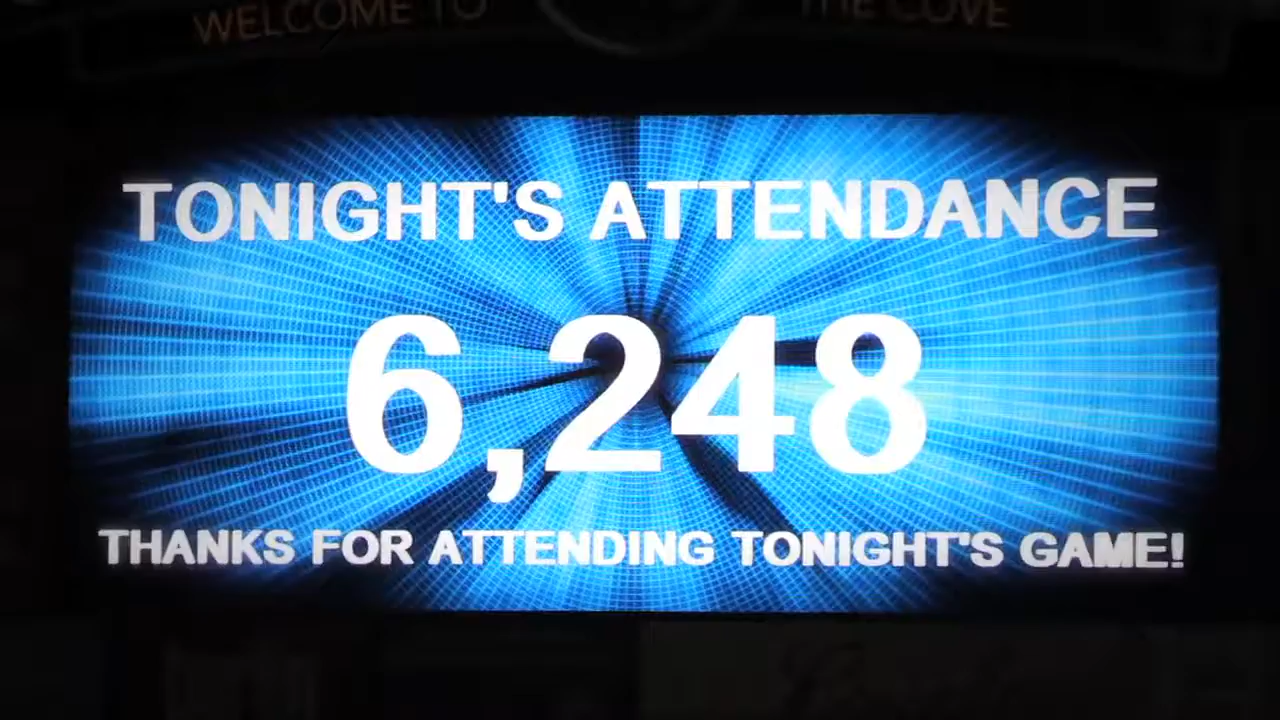 WELCOME TO THE COVE
TONIGHT'S ATTENDANCE
6,248
THANKS FOR ATTENDING TONIGHT'S GAME!